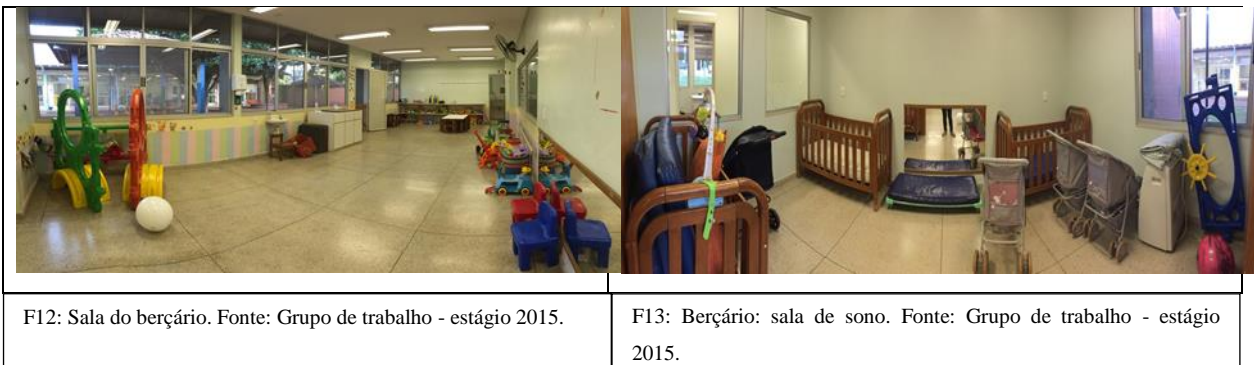 F12: Sala do berçário. Fonte: Grupo de trabalho - estágio 2015.
F13: Berçário: sala de sono. Fonte: Grupo de trabalho - estágio
2015.